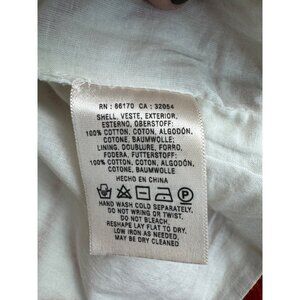 RN : 66170 CA : 32054
SHELL, VESTE, EXTERIOR,
ESTERNO, OBERSTOFF:
100% COTTON, COTON, ALGODÓN,
COTONE, BAUMWOLLE;
LINING, DOUBLURE, FORRO,
FODERA, FUTTERSTOFF:
100% COTTON, COTON, ALGODÓN,
COTONE, BAUMWOLLE
HECHO EN CHINA
P
HAND WASH COLD SEPARATELY.
DO NOT WRING OR TWIST.
DO NOT BLEACH.
RESHAPE LAY FLAT TO DRY.
LOW IRON AS NEEDED.
MAY BE DRY CLEANED